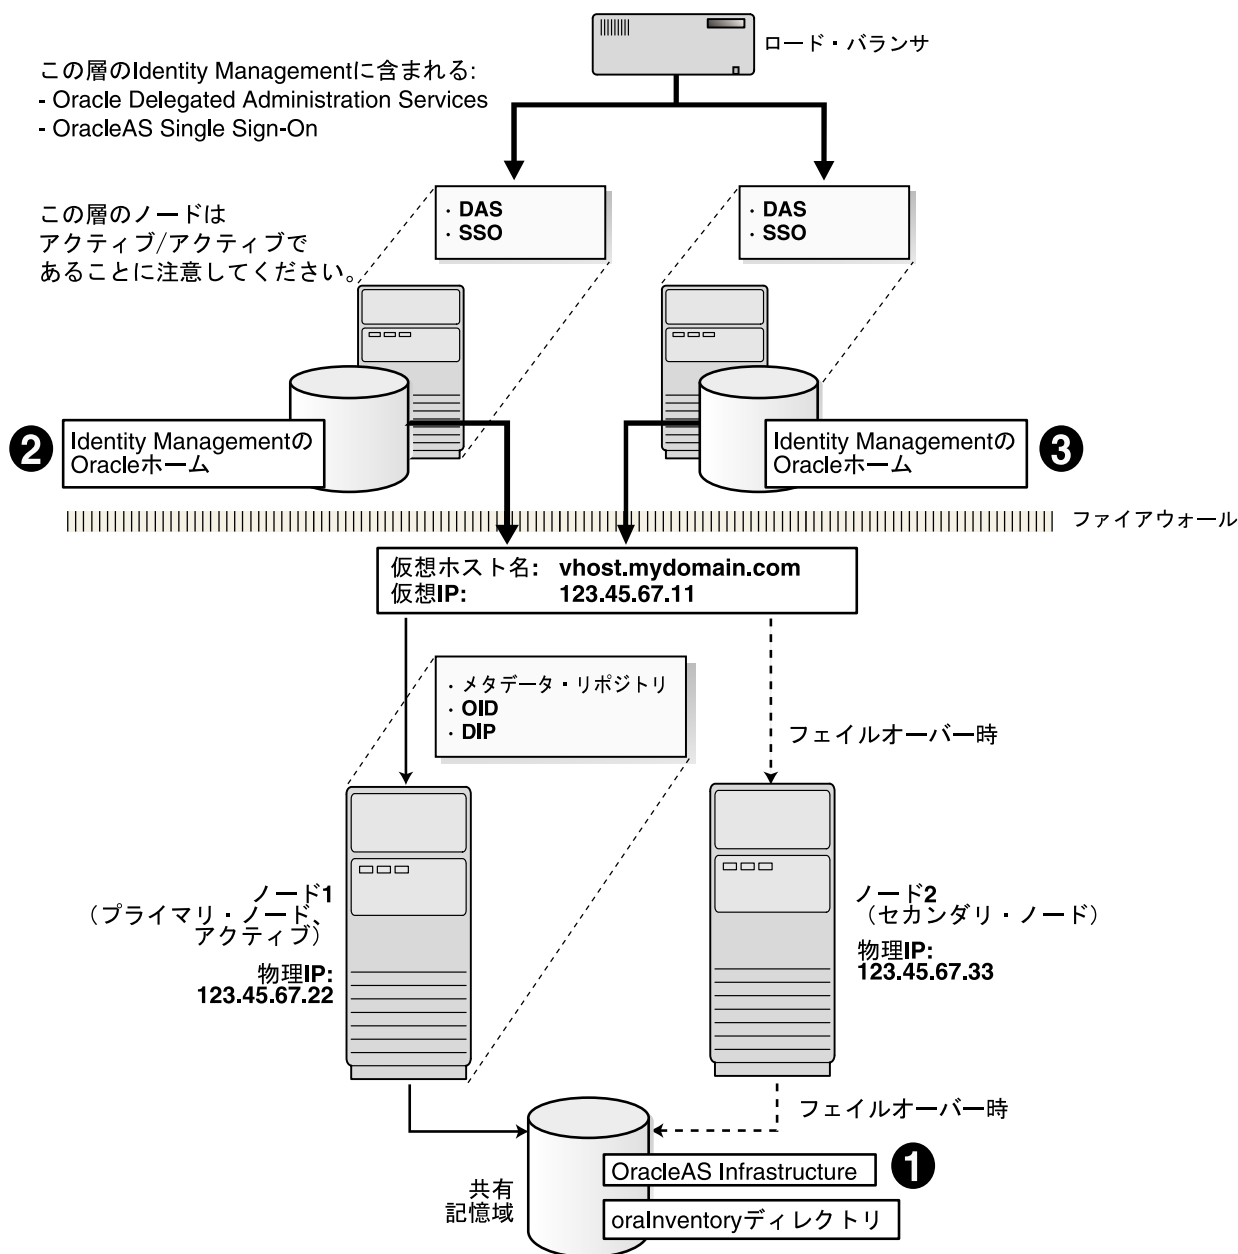 ロード・バランサ
この層のIdentity Managementに含まれる:
- Oracle Delegated Administration Services
- OracleAS Single Sign-On
この層のノードは
アクティブ/アクティブで
あることに注意してください。
・DAS
・SSO
・DAS
・SSO
2
Identity Managementの
Oracleホーム
Identity Managementの
Oracleホーム
3
ファイアウォール
仮想ホスト名: vhost.mydomain.com
仮想IP: 123.45.67.11
・メタデータ・リポジトリ
・OID
・DIP
フェイルオーバー時
ノード1
（プライマリ・ノード、
アクティブ）
物理IP:
123.45.67.22
ノード2
（セカンダリ・ノード）
物理IP:
123.45.67.33
フェイルオーバー時
共有
記憶域
OracleAS Infrastructure
1
oraInventoryディレクトリ